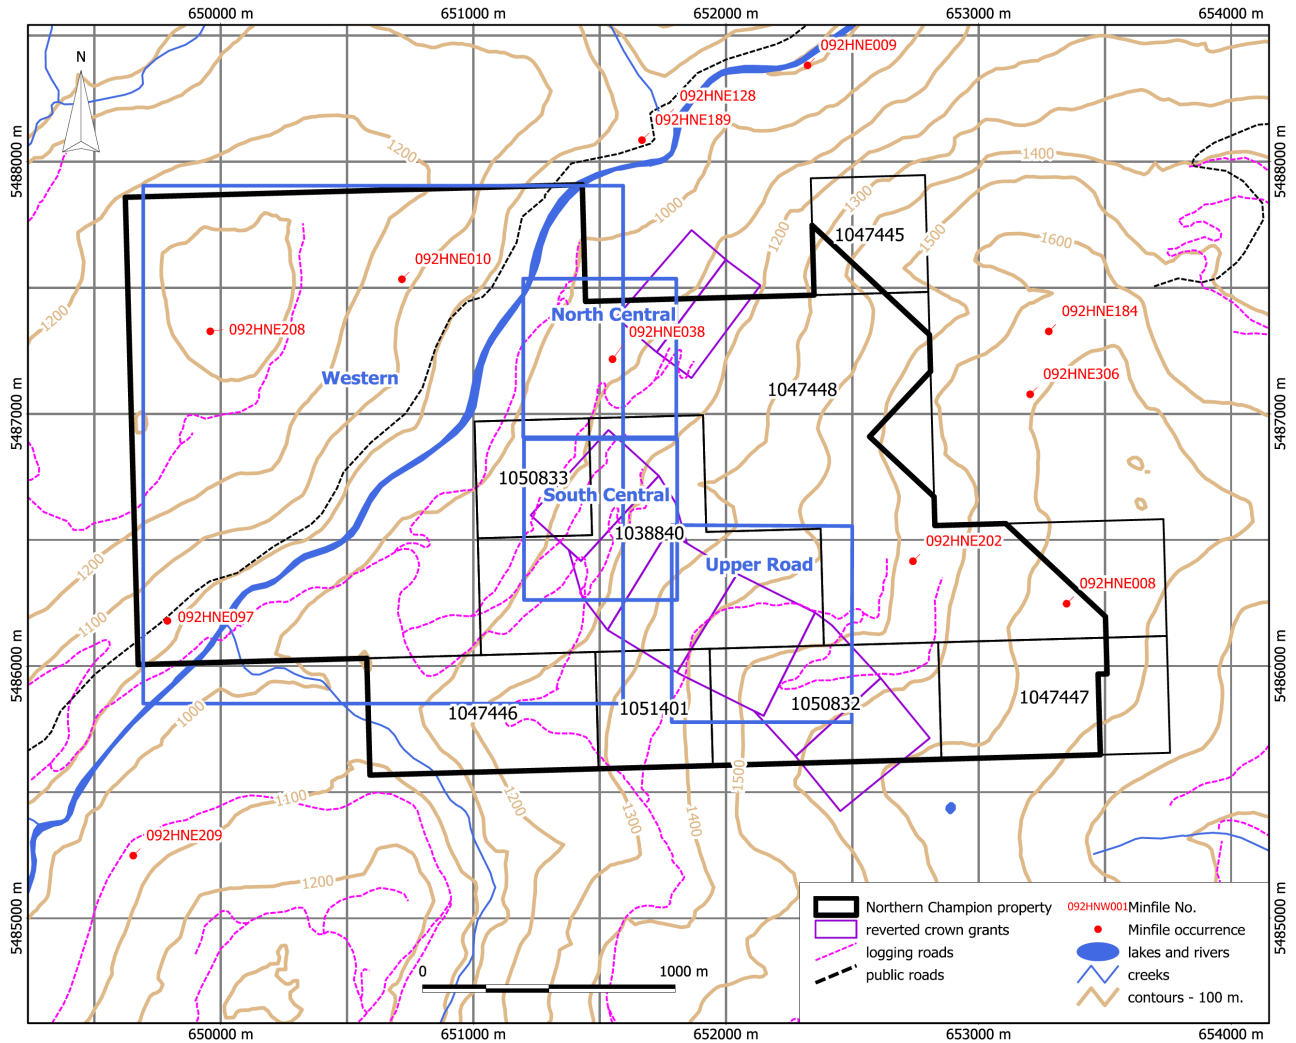 650000 m
651000 m
652000 m
653000 m
654000 m
092HNE009
N
092HNE128
092HNE189
5488000 m
5488000 m
1200
1400
1000
1300
1200
1500
1600
1047445
092HNE010
1200
092HNE208
North Central
092HNE038
092HNE184
Western
092HNE306
1047448
5487000 m
5487000 m
1050833
South Central
1038840
092HNE202
1200
Upper Road
092HNE008
1100
092HNE097
5486000 m
5486000 m
1000
1047446
1051401
1050832
1047447
1500
1100
1200
1300
1400
092HNE209
1200
5485000 m
5485000 m
Northern Champion property
reverted crown grants
logging roads
public roads
092HNW001 Minfile No.
Minfile occurrence
lakes and rivers
creeks
contours - 100 m.
0
1000 m
650000 m
651000 m
652000 m
653000 m
654000 m